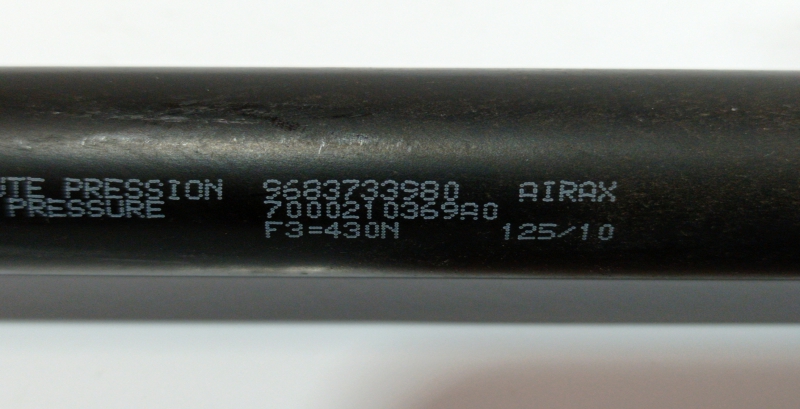 UTE PRESSION 9683733980 AIRAX
PRESSURE 7000210369A0
F3=430N 125/10